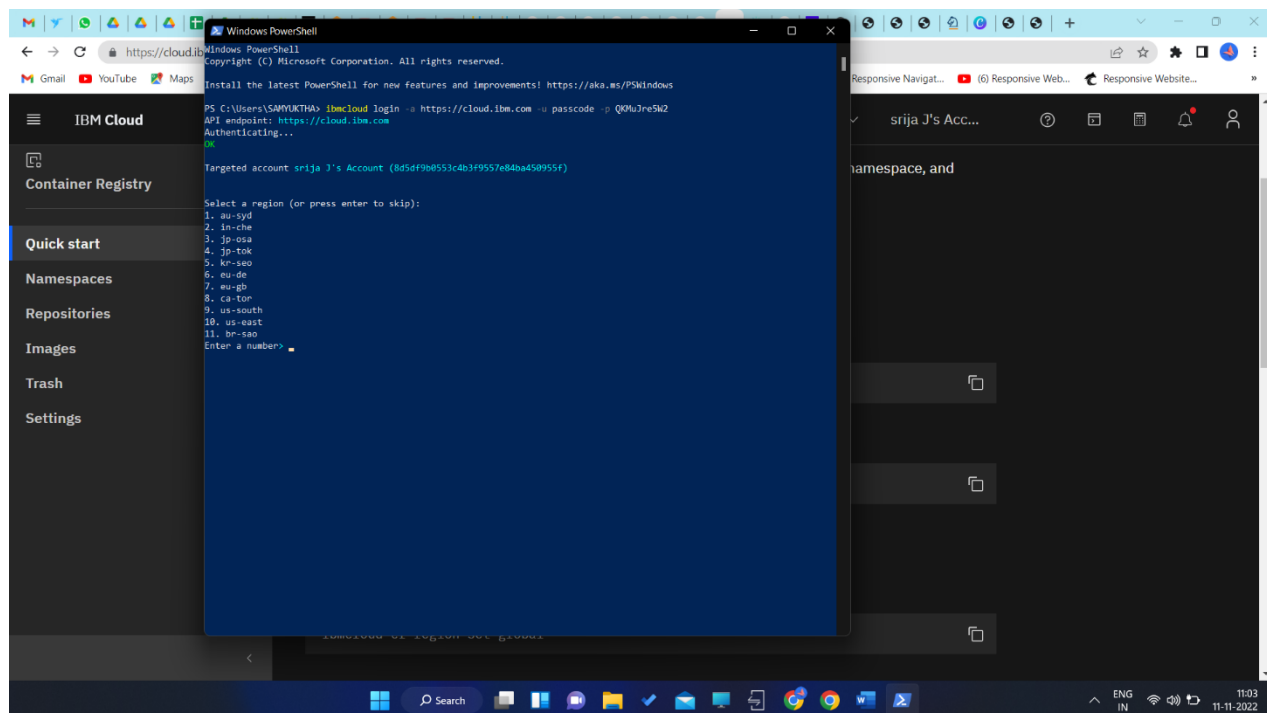 Windows PowerShell
https://cloud.ib
Gmail YouTube Maps
Responsive Navigat... (6) Responsive Web... Responsive Website... »
IBM Cloud
srija J's Acc...
Container Registry
Quick start
Namespaces
Repositories
Images
Trash
Settings
Windows PowerShell
Copyright (C) Microsoft Corporation. All rights reserved.
Install the latest PowerShell for new features and improvements! https://aka.ms/PSWindows
PS C:\Users\SAMYUKTHA> ibmcloud login -a https://cloud.ibm.com -u passcode -p QKMuJre5W2
API endpoint: https://cloud.ibm.com
Authenticating...
OK
Targeted account srija J's Account (8d5df9b0553c4b3f9557e84ba450955f)
Select a region (or press enter to skip):
1. au-syd
2. in-che
3. jp-osa
4. jp-tok
5. kr-seo
6. eu-de
7. eu-gb
8. ca-tor
9. us-south
10. us-east
11. br-sao
Enter a number>
namespace, and
Search
ENG
IN
11:03
11-11-2022